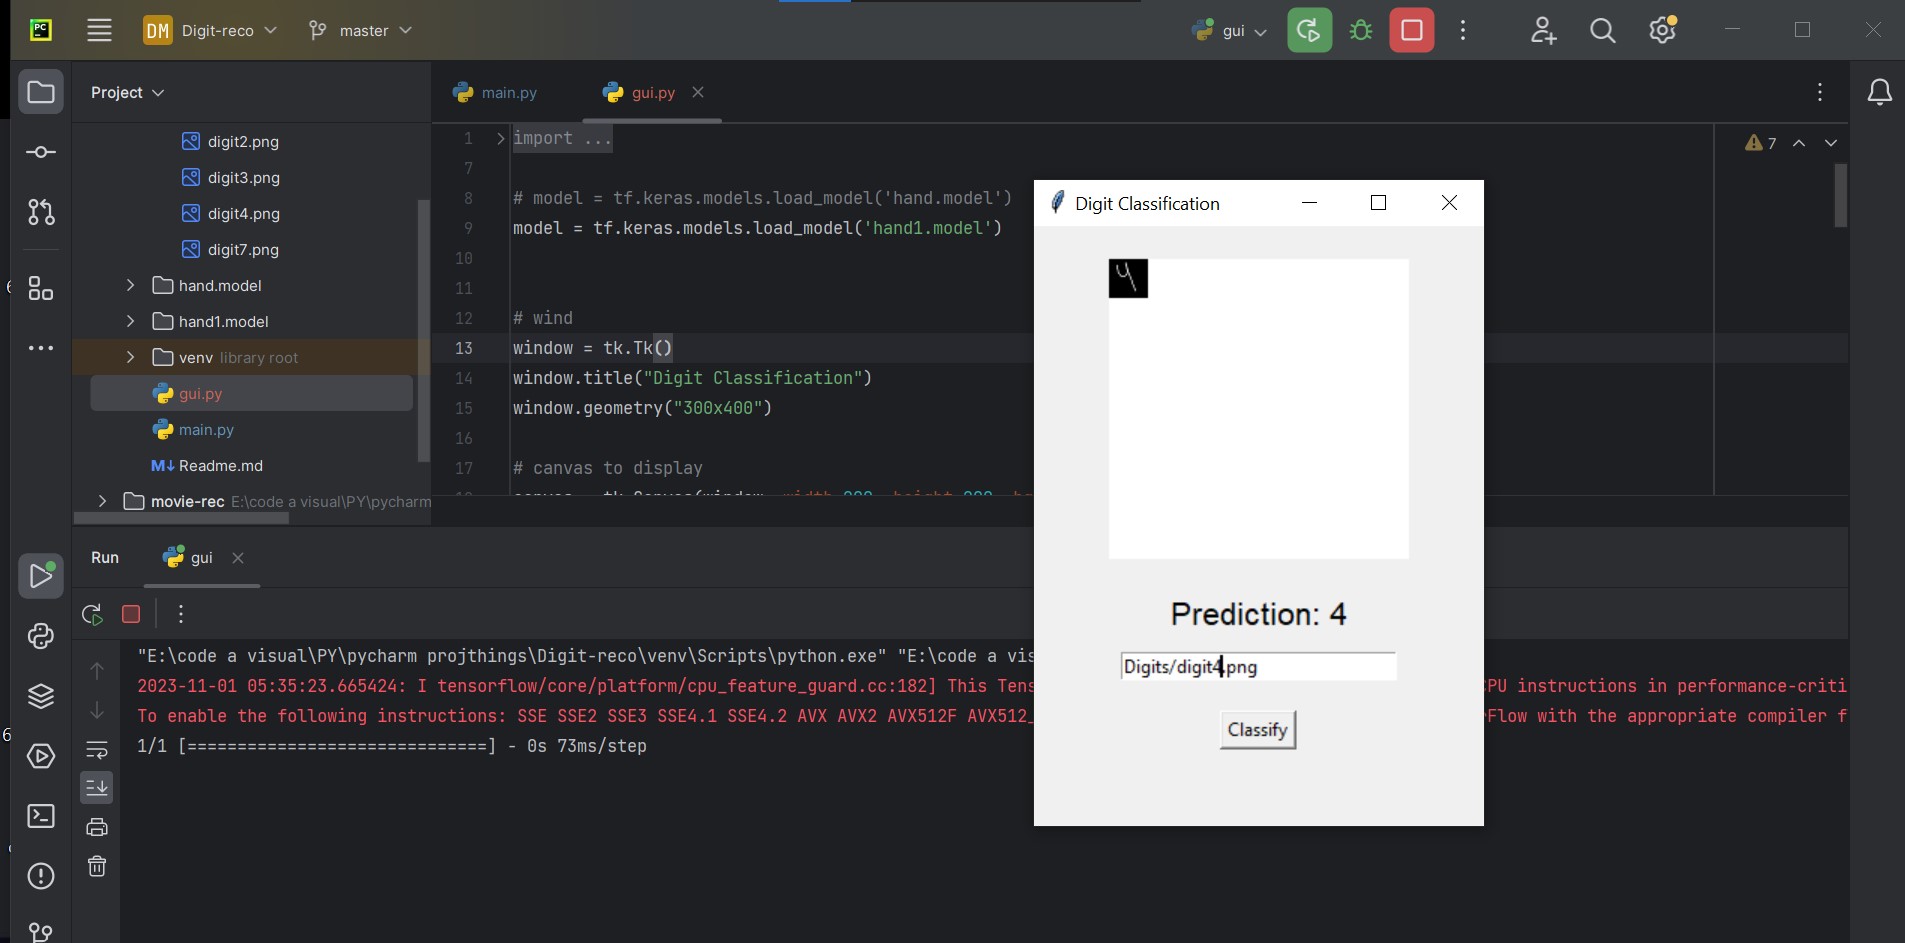 PC
DM Digit-reco
master
gui
Project
main.py
gui.py
digit2.png
digit3.png
digit4.png
digit7.png
hand.model
hand1.model
venv library root
gui.py
main.py
M↓ Readme.md
movie-rec E:\code a visual\PY\pycharm
1 import ...
7
8 # model = tf.keras.models.load_model('hand.model')
9 model = tf.keras.models.load_model('hand1.model')
10
11
12 # wind
13 window = tk.Tk()
14 window.title("Digit Classification")
15 window.geometry("300x400")
16
17 # canvas to display
7
Digit Classification
4
Prediction: 4
Digits/digit4.png
Classify
Run
gui
"E:\code a visual\PY\pycharm projthings\Digit-reco\venv\Scripts\python.exe" "E:\code a vis
2023-11-01 05:35:23.665424: I tensorflow/core/platform/cpu_feature_guard.cc:182] This Tens CPU instructions in performance-criti
To enable the following instructions: SSE SSE2 SSE3 SSE4.1 SSE4.2 AVX AVX2 AVX512F AVX512_ Flow with the appropriate compiler f
1/1 [==============================] - 0s 73ms/step